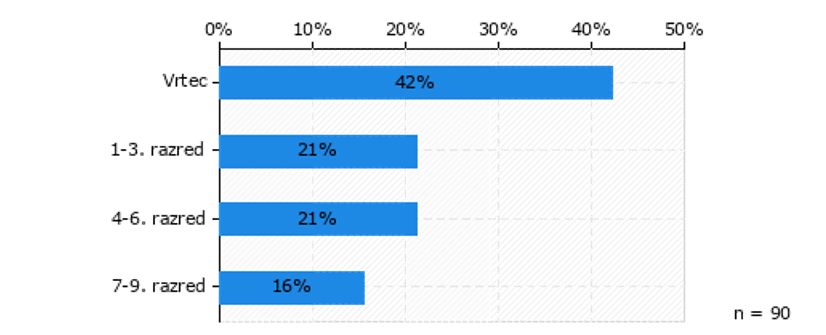 0% 10% 20% 30% 40% 50%
Vrtec 42%
1-3. razred 21%
4-6. razred 21%
7-9. razred 16%
n = 90